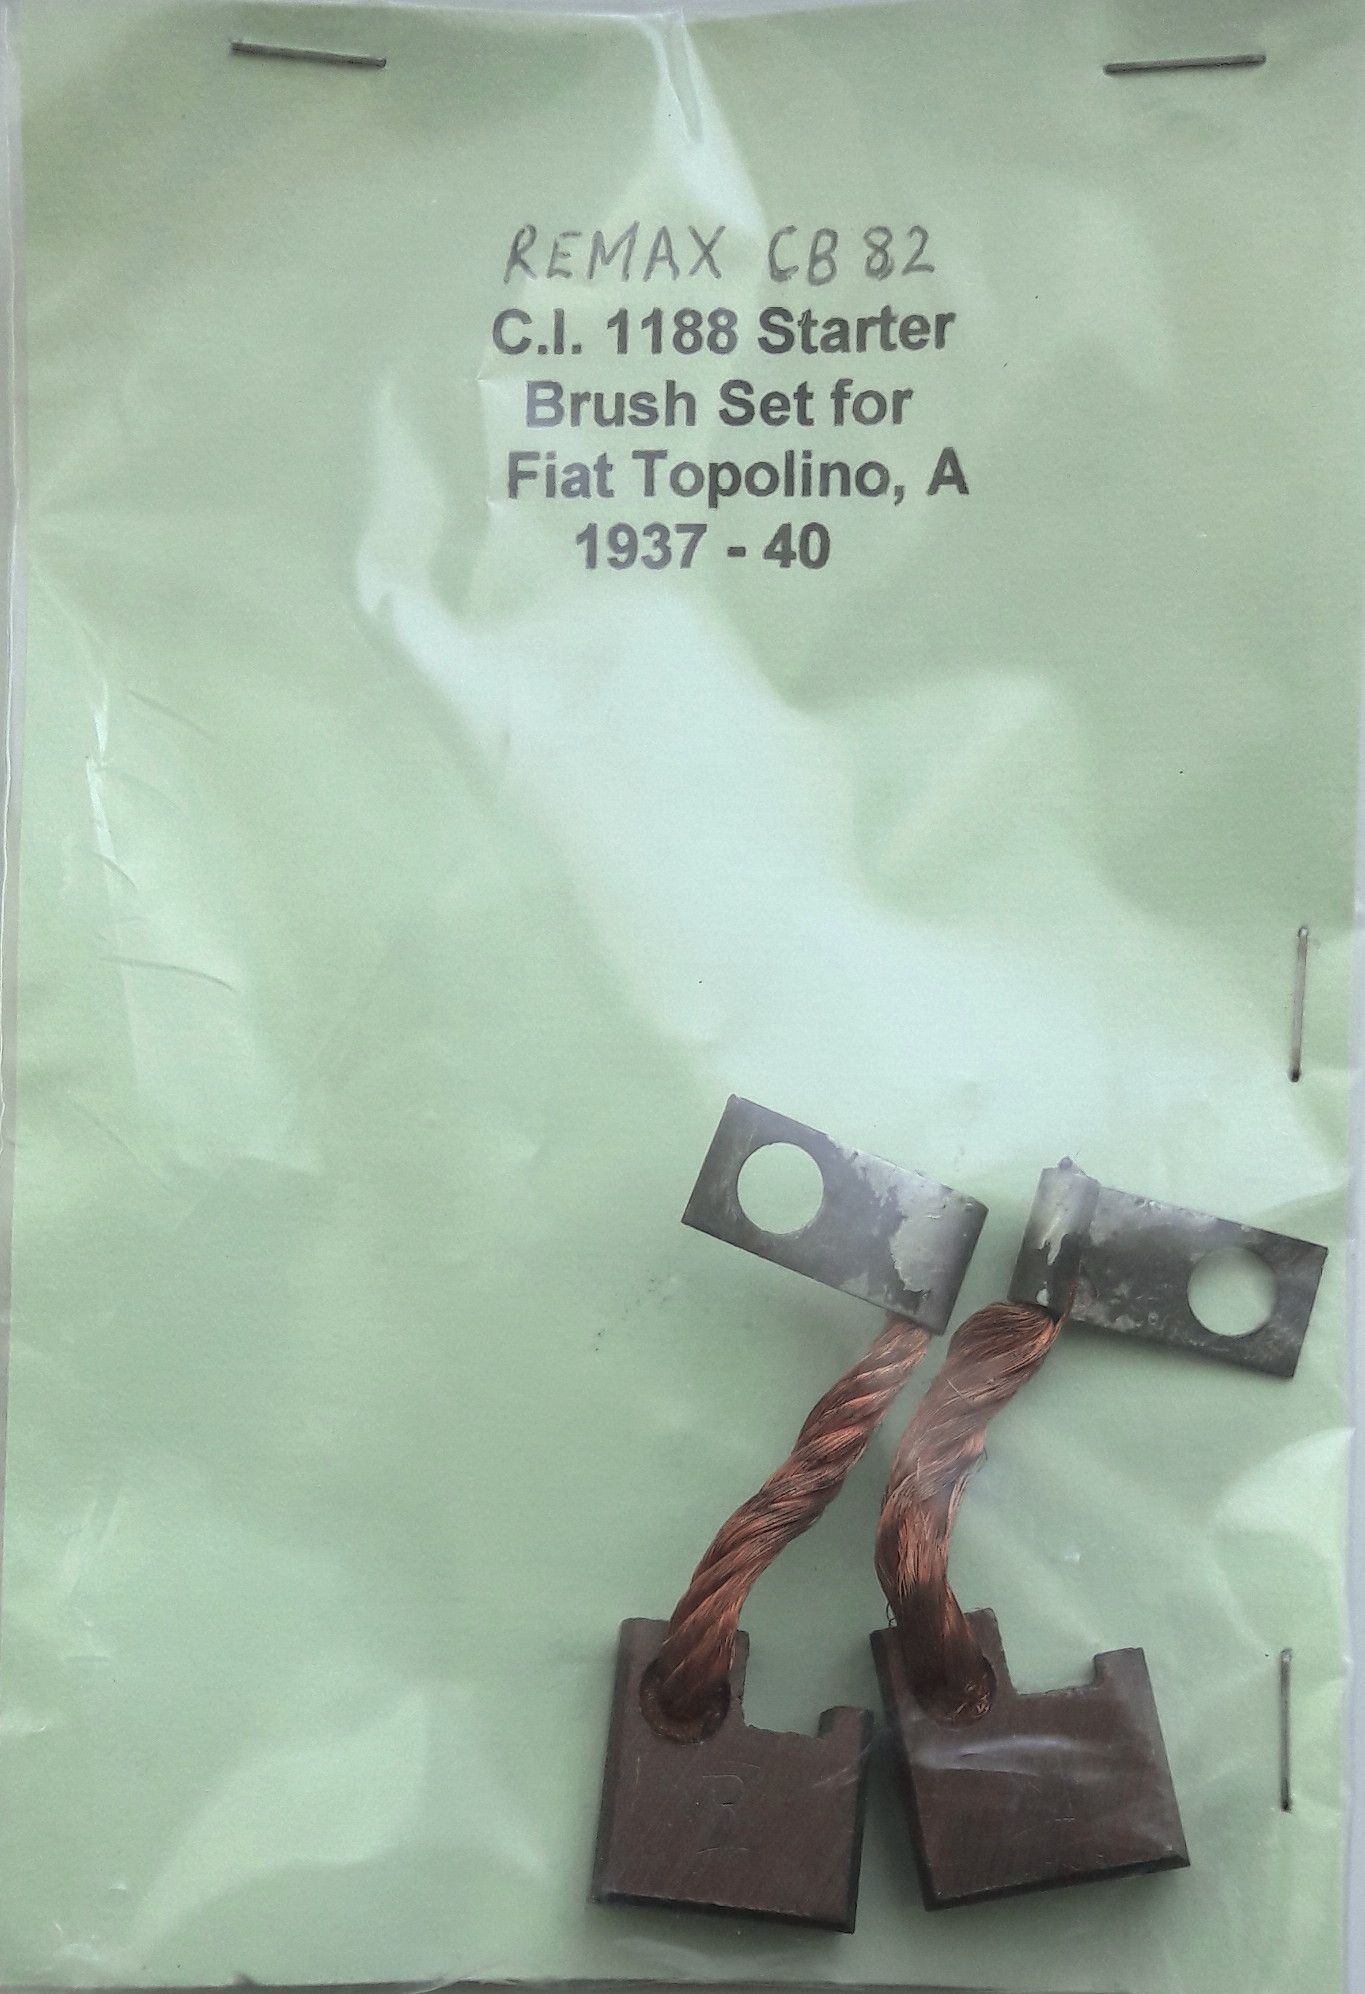 REMAX CB 82
C.I. 1188 Starter
Brush Set for
Fiat Topolino, A
1937 - 40